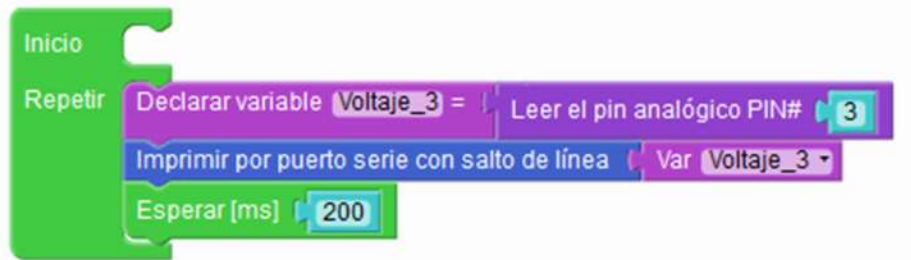 Inicio
Repetir Declarar variable Voltaje_3 = Leer el pin analógico PIN# 3
Imprimir por puerto serie con salto de línea Var Voltaje_3
Esperar [ms] 200